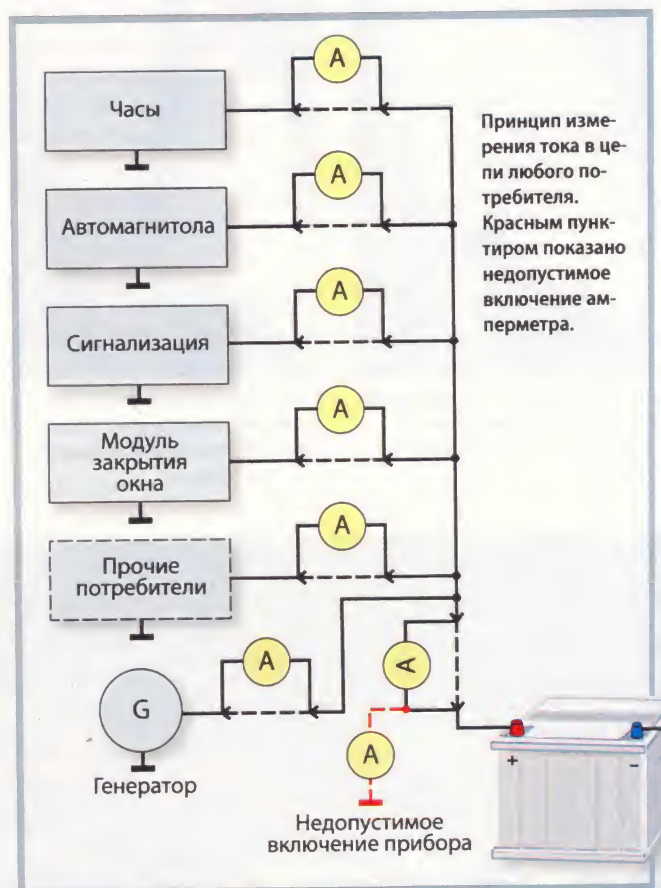 A
Часы
Принцип изме-
рения тока в це-
пи любого по-
требителя.
Красным пунк-
тиром показано
недопустимое
включение ам-
перметра.
A
Автомагнитола
A
Сигнализация
A
Модуль
закрытия
окна
A
Прочие
потребители
A
A
G
A
+
–
Генератор
Недопустимое
включение прибора